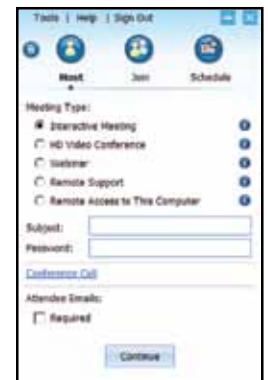 Tools | Help | Sign Out
Host Join Schedule
Meeting Type:
Interactive Meeting
HD Video Conference
Webinar
Remote Support
Remote Access to This Computer
Subject:
Password:
Conference Call
Attendee Emails:
Required
Continue